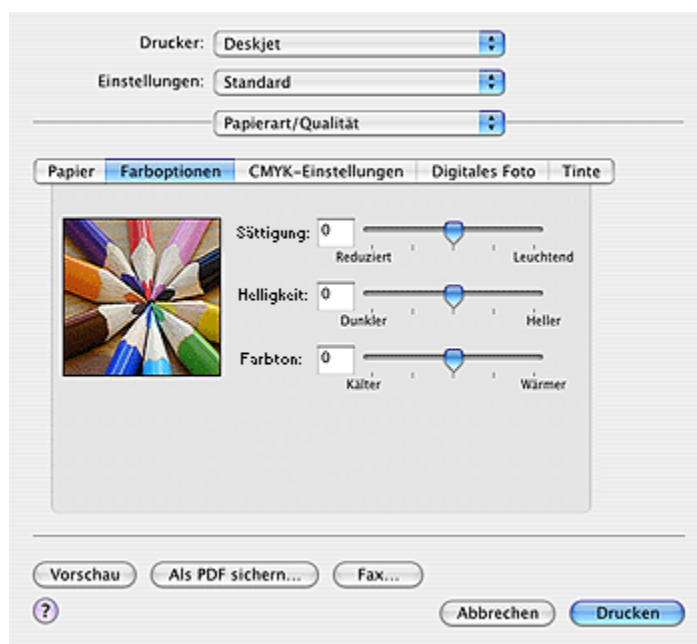 Drucker: Deskjet
Einstellungen: Standard
Papierart/Qualität
Papier Farboptionen CMYK-Einstellungen Digitales Foto Tinte
Sättigung: 0
Reduziert Leuchtend
Helligkeit: 0
Dunkler Heller
Farbton: 0
Kälter Wärmer
Vorschau Als PDF sichern... Fax...
? Abbrechen Drucken